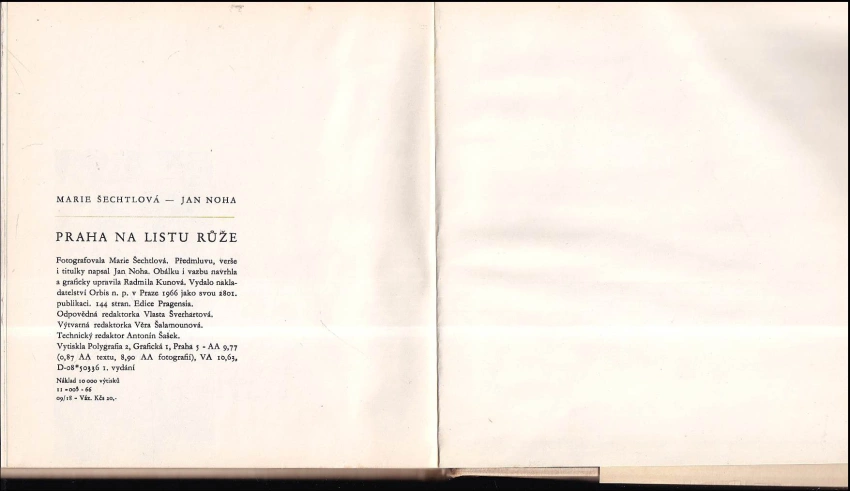 MARIE ŠECHTLOVÁ — JAN NOHA
PRAHA NA LISTU RŮŽE
Fotografovala Marie Šechtlová. Předmluvu, verše
i titulky napsal Jan Noha. Obálku i vazbu navrhla
a graficky upravila Radmila Kunová. Vydalo nakla-
datelství Orbis n. p. v Praze 1966 jako svou 2801.
publikaci. 144 stran. Edice Pragensia.
Odpovědná redaktorka Vlasta Šverhartová.
Výtvarná redaktorka Věra Šalamounová.
Technický redaktor Antonín Šašek.
Vytiskla Polygrafia 2, Grafická 1, Praha 5 - AA 9,77
(0,87 AA textu, 8,90 AA fotografií), VA 10,63,
D-08*50336 1. vydání
Náklad 10 000 výtisků
11 - 008 - 66
09/18 - Váz. Kčs 20,-